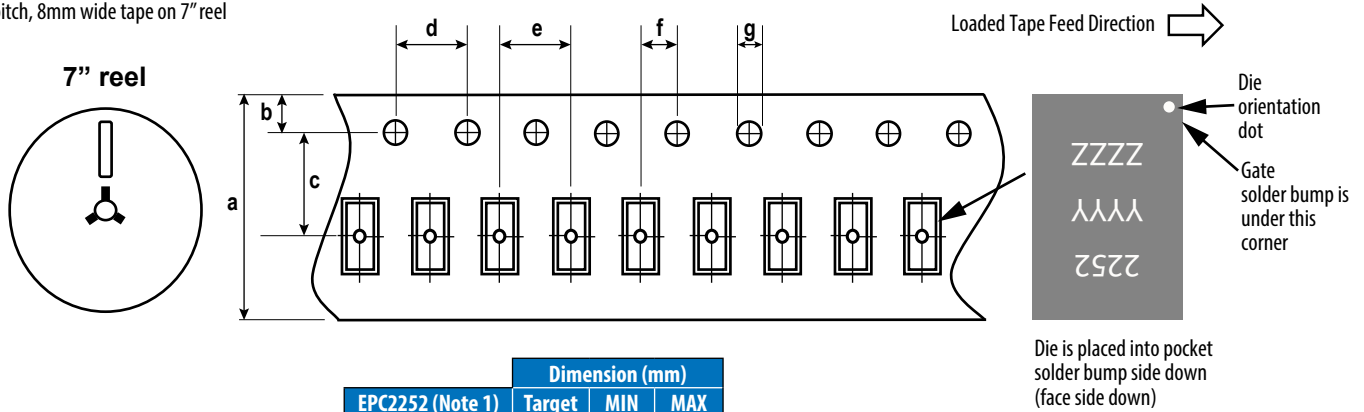 pitch, 8mm wide tape on 7” reel
Loaded Tape Feed Direction
7” reel
d
e
f
g
b
c
a
Die
orientation
dot
Gate
solder bump is
under this
corner
ZZZZ
YYYY
2252
Die is placed into pocket
solder bump side down
(face side down)
Dimension (mm)
EPC2252 (Note 1) Target MIN MAX